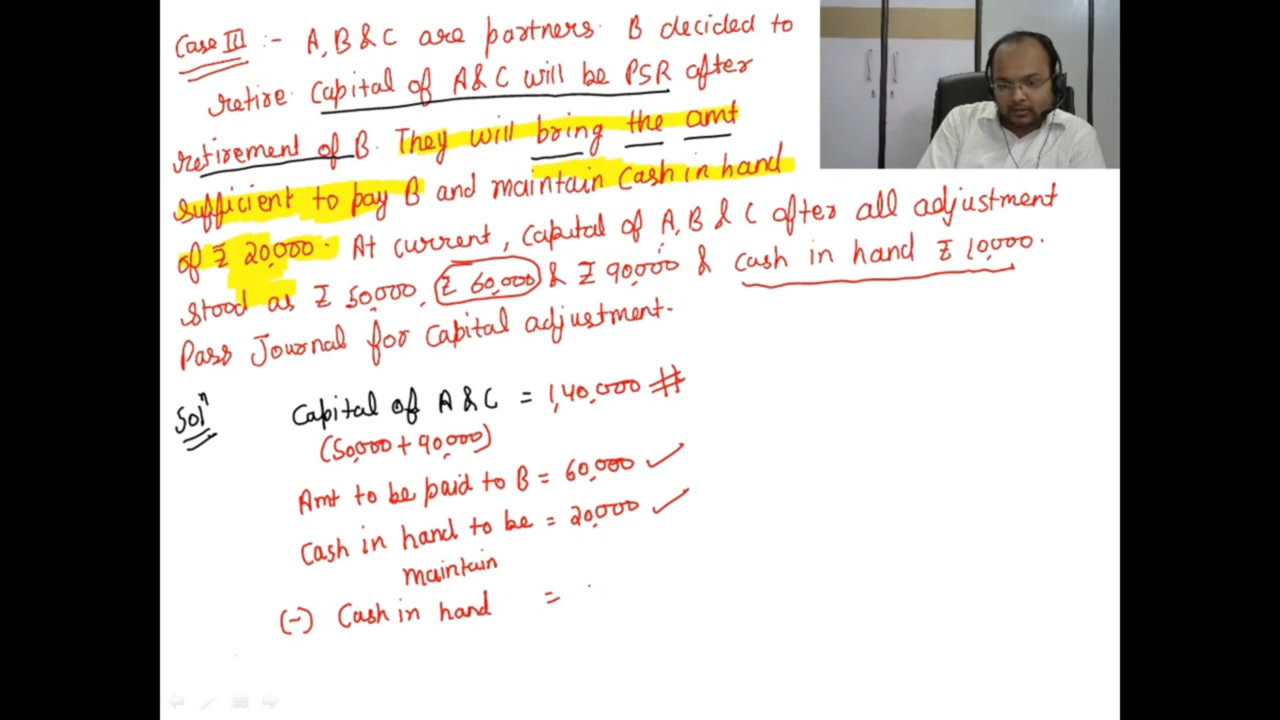 Case III :- A, B & C are partners. B decided to
retire. Capital of A & C will be PSR after
retirement of B. They will bring the amt
sufficient to pay B and maintain cash in hand
of ₹ 20,000. At current, capital of A, B & C after all adjustment
stood as ₹ 50,000, ₹ 60,000 & ₹ 90,000 & cash in hand ₹ 10,000.
Pass Journal for capital adjustment.
Solⁿ Capital of A & C = 1,40,000 #
(50,000 + 90,000)
Amt to be paid to B = 60,000 ✓
Cash in hand to be = 20,000 ✓
maintain
(-) Cash in hand =